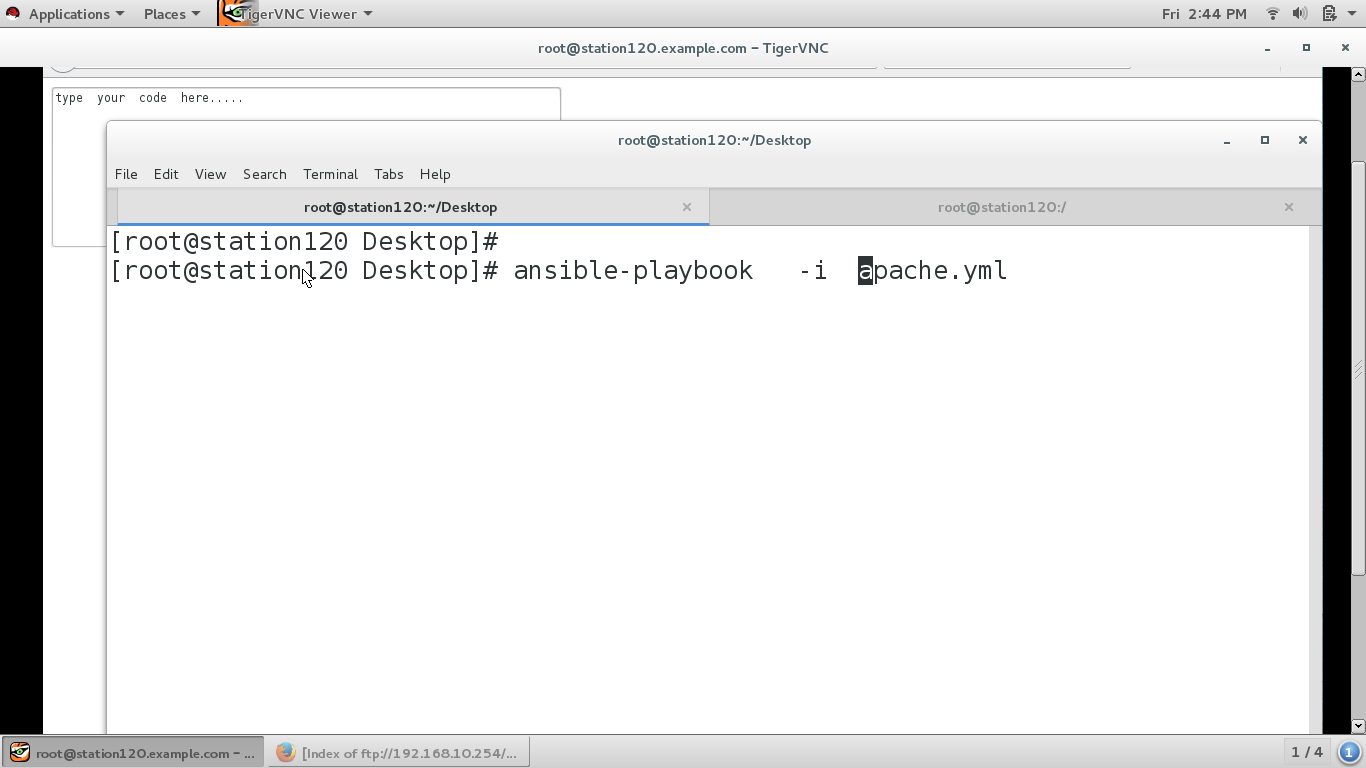 Applications Places TigerVNC Viewer Fri 2:44 PM
root@station120.example.com - TigerVNC
type your code here.....
root@station120:~/Desktop
File Edit View Search Terminal Tabs Help
root@station120:~/Desktop root@station120:/
[root@station120 Desktop]#
[root@station120 Desktop]# ansible-playbook   -i  apache.yml
root@station120.example.com - ... [Index of ftp://192.168.10.254/... 1 / 4 1